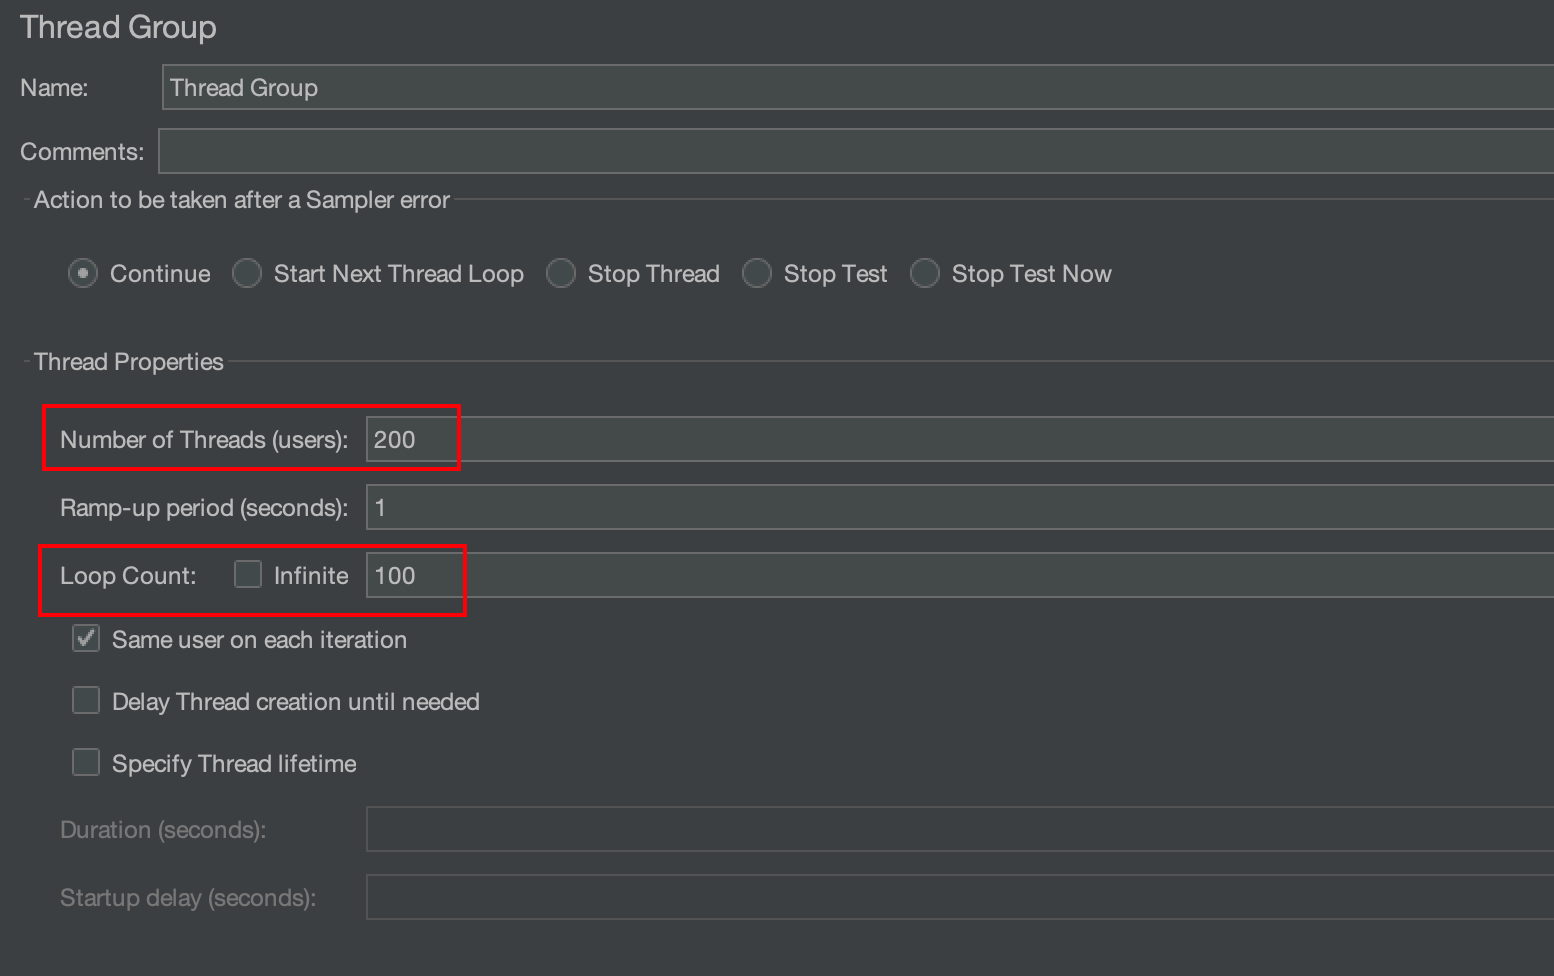 Thread Group
Name: Thread Group
Comments:
Action to be taken after a Sampler error
Continue Start Next Thread Loop Stop Thread Stop Test Stop Test Now
Thread Properties
Number of Threads (users): 200
Ramp-up period (seconds): 1
Loop Count: Infinite 100
Same user on each iteration
Delay Thread creation until needed
Specify Thread lifetime
Duration (seconds):
Startup delay (seconds):